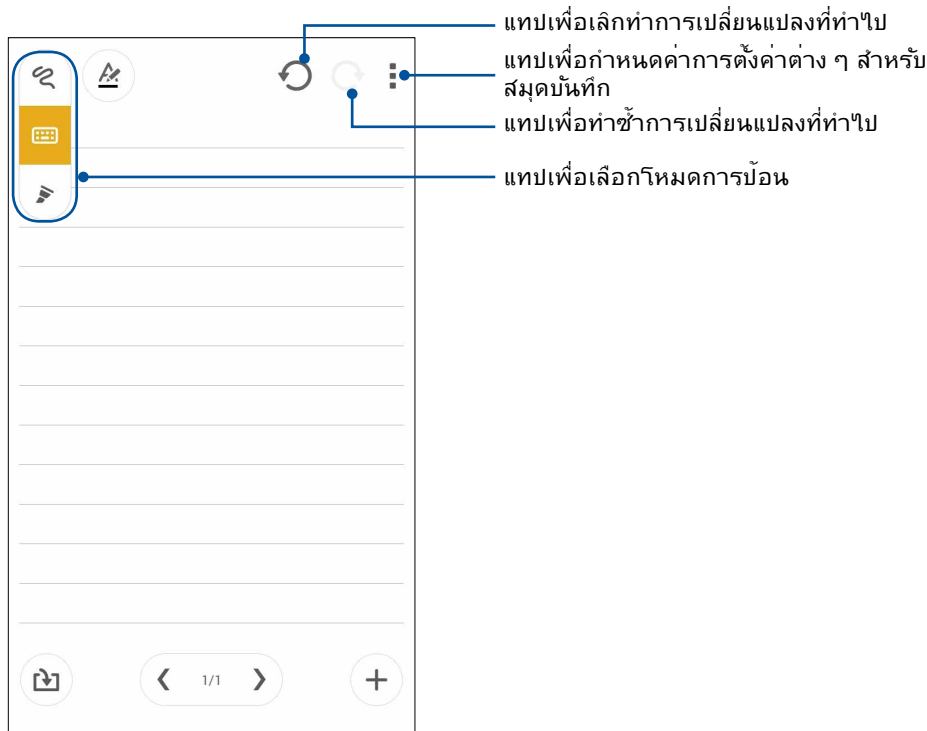 แทปเพื่อเลิกทำการเปลี่ยนแปลงที่ทำไป
แทปเพื่อกำหนดค่าการตั้งค่าต่าง ๆ สำหรับ
สมุดบันทึก
แทปเพื่อทำซ้ำการเปลี่ยนแปลงที่ทำไป
แทปเพื่อเลือกโหมดการป้อน
1/1